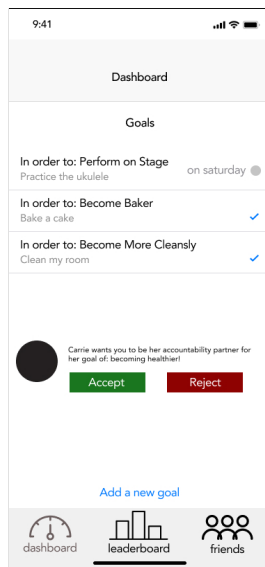 9:41
Dashboard
Goals
In order to: Perform on Stage
Practice the ukulele
on saturday
In order to: Become Baker
Bake a cake
In order to: Become More Cleansly
Clean my room
Carrie wants you to be her accountability partner for
her goal of: becoming healthier!
Accept Reject
Add a new goal
dashboard leaderboard friends